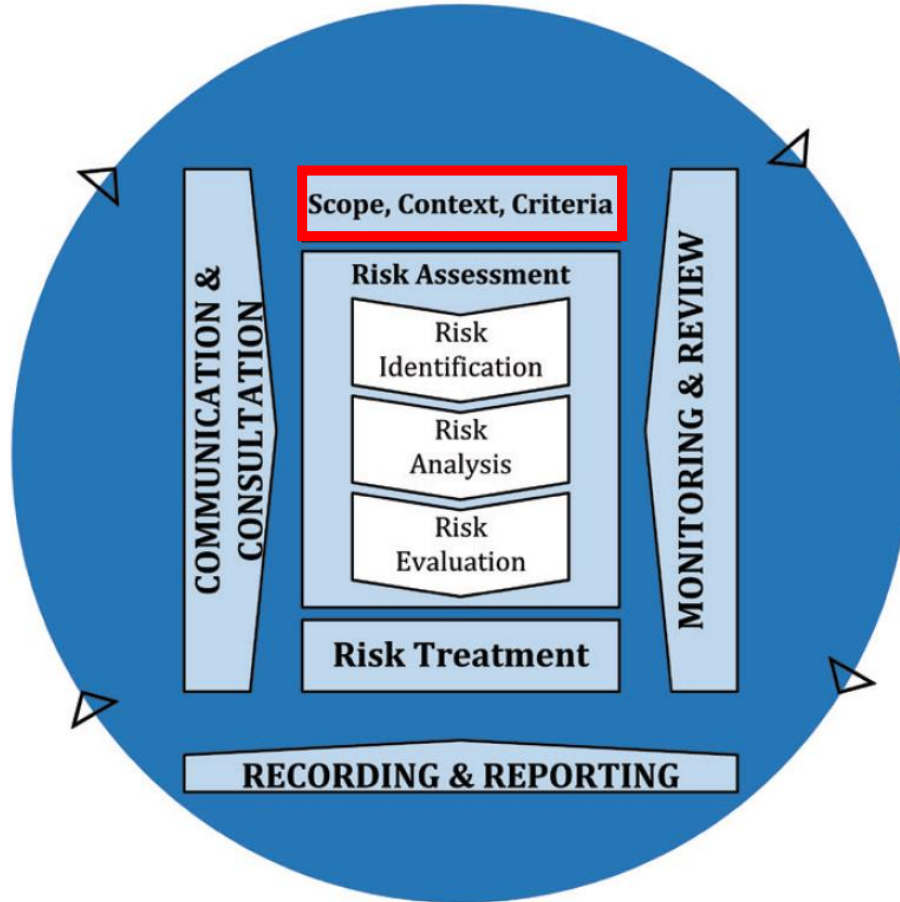 Scope, Context, Criteria
Risk Assessment
Risk
Identification
Risk
Analysis
Risk
Evaluation
Risk Treatment
COMMUNICATION &
CONSULTATION
MONITORING & REVIEW
RECORDING & REPORTING